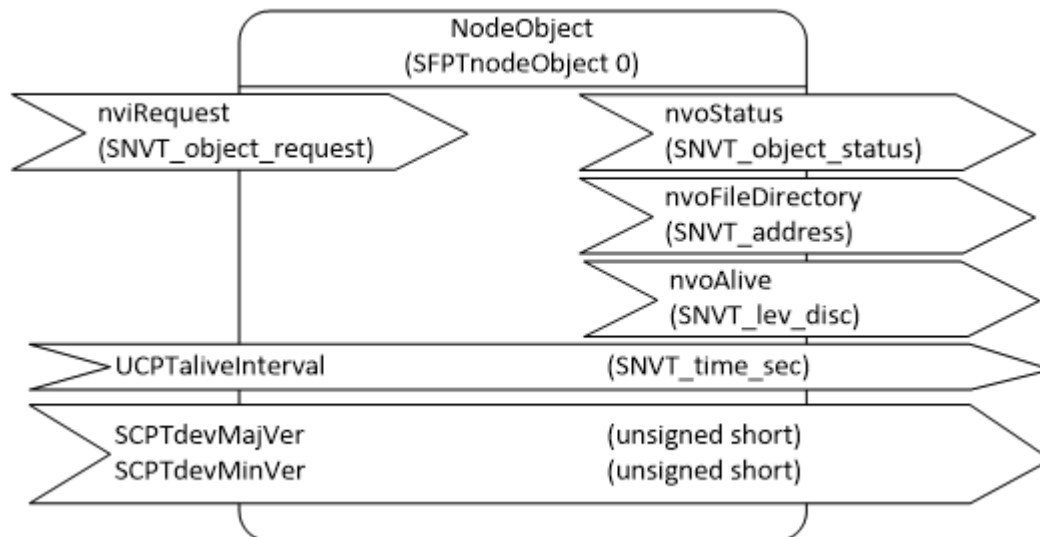 NodeObject
(SFPTnodeObject 0)
nviRequest
(SNVT_object_request)
nvoStatus
(SNVT_object_status)
nvoFileDirectory
(SNVT_address)
nvoAlive
(SNVT_lev_disc)
UCPTaliveInterval (SNVT_time_sec)
SCPTdevMajVer (unsigned short)
SCPTdevMinVer (unsigned short)